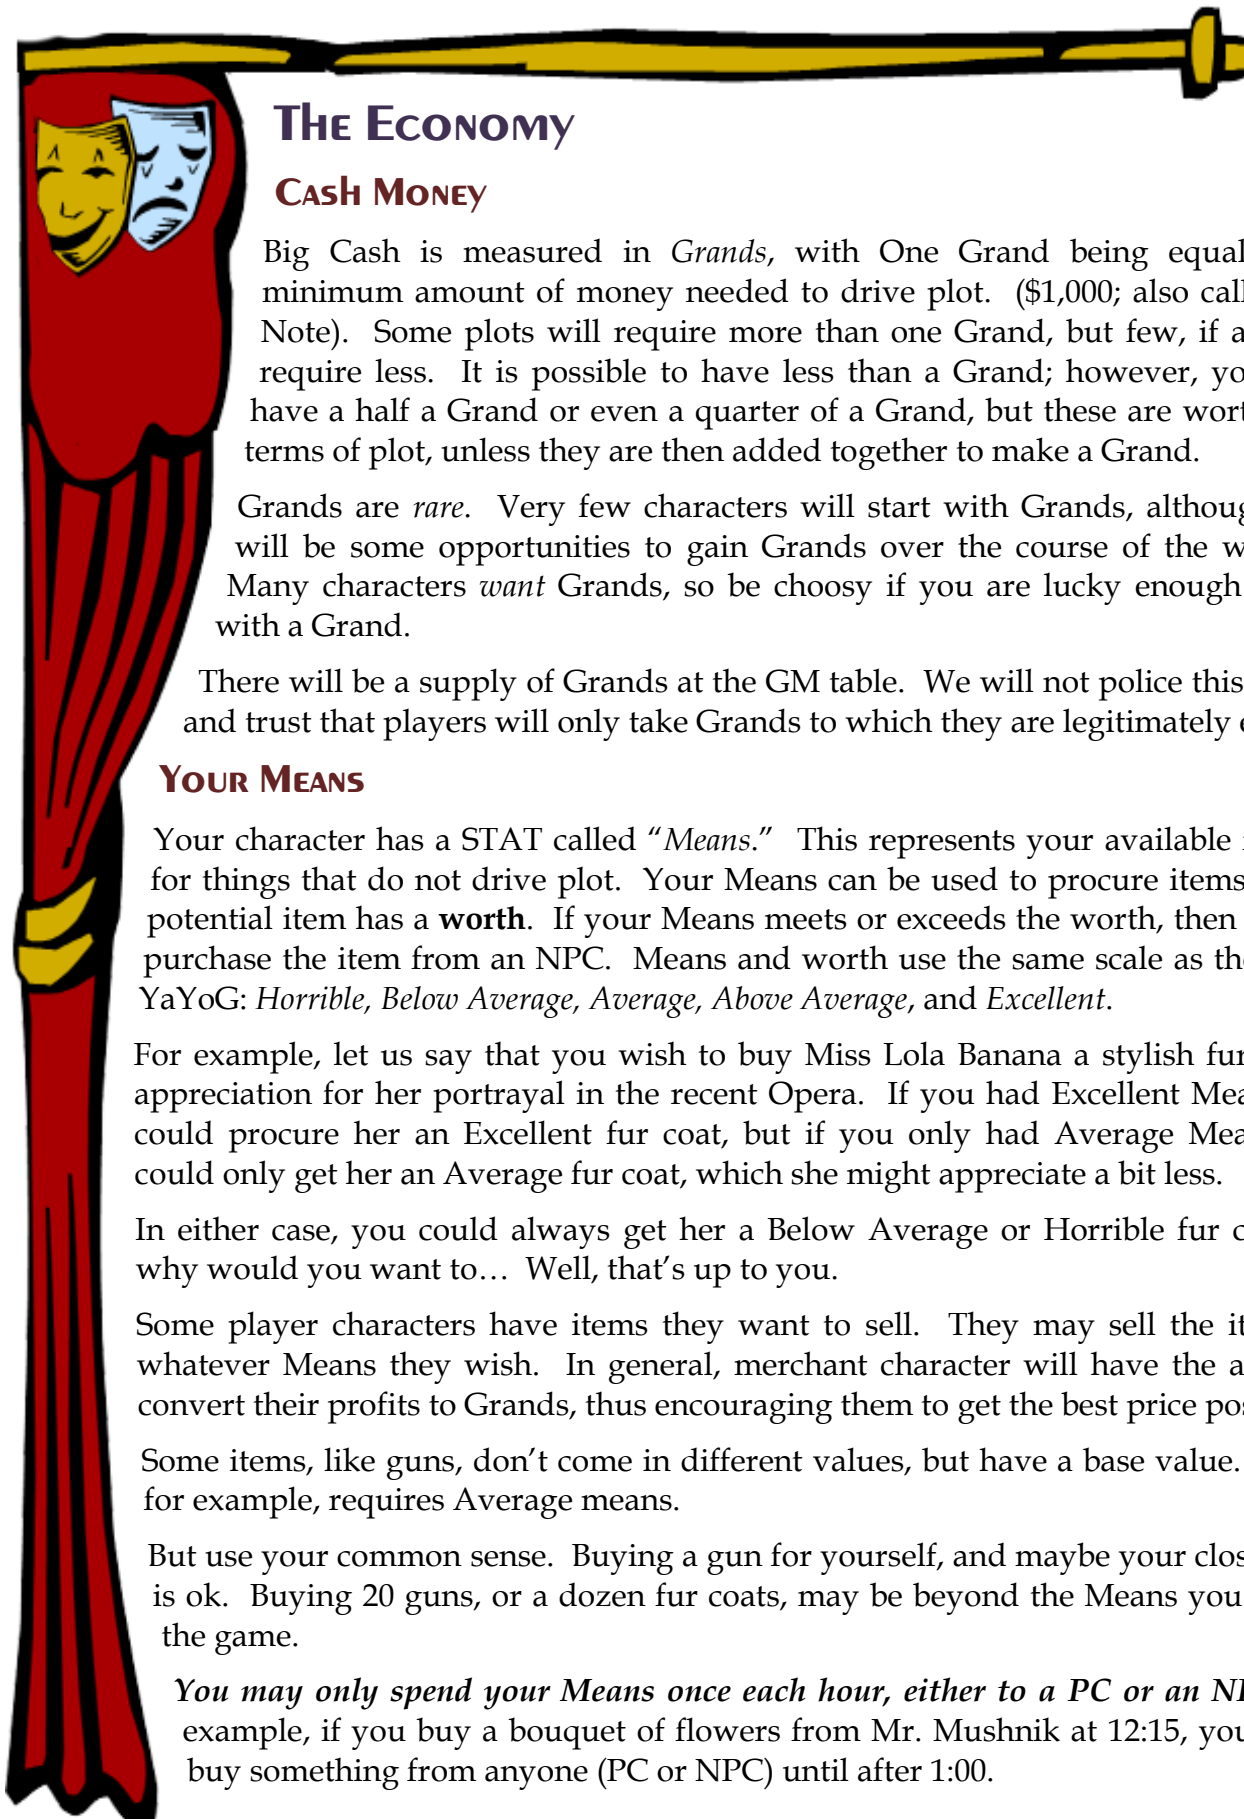 The Economy
Cash Money
Big Cash is measured in Grands, with One Grand being equal
minimum amount of money needed to drive plot. ($1,000; also
Note). Some plots will require more than one Grand, but few, if
require less. It is possible to have less than a Grand; however,
have a half a Grand or even a quarter of a Grand, but these are
terms of plot, unless they are then added together to make a Grand.
Grands are rare. Very few characters will start with Grands,
will be some opportunities to gain Grands over the course of the
Many characters want Grands, so be choosy if you are lucky enough
with a Grand.
There will be a supply of Grands at the GM table. We will not police this
and trust that players will only take Grands to which they are legitimately
Your Means
Your character has a STAT called “Means.” This represents your available
for things that do not drive plot. Your Means can be used to procure items
potential item has a worth. If your Means meets or exceeds the worth, then
purchase the item from an NPC. Means and worth use the same scale as
YaYoG: Horrible, Below Average, Average, Above Average, and Excellent.
For example, let us say that you wish to buy Miss Lola Banana a stylish fur
appreciation for her portrayal in the recent Opera. If you had Excellent
could procure her an Excellent fur coat, but if you only had Average
could only get her an Average fur coat, which she might appreciate a bit less.
In either case, you could always get her a Below Average or Horrible fur
why would you want to… Well, that’s up to you.
Some player characters have items they want to sell. They may sell the
whatever Means they wish. In general, merchant character will have the
convert their profits to Grands, thus encouraging them to get the best price
Some items, like guns, don’t come in different values, but have a base value.
for example, requires Average means.
But use your common sense. Buying a gun for yourself, and maybe your
is ok. Buying 20 guns, or a dozen fur coats, may be beyond the Means you
the game.
You may only spend your Means once each hour, either to a PC or an
example, if you buy a bouquet of flowers from Mr. Mushnik at 12:15, you
buy something from anyone (PC or NPC) until after 1:00.